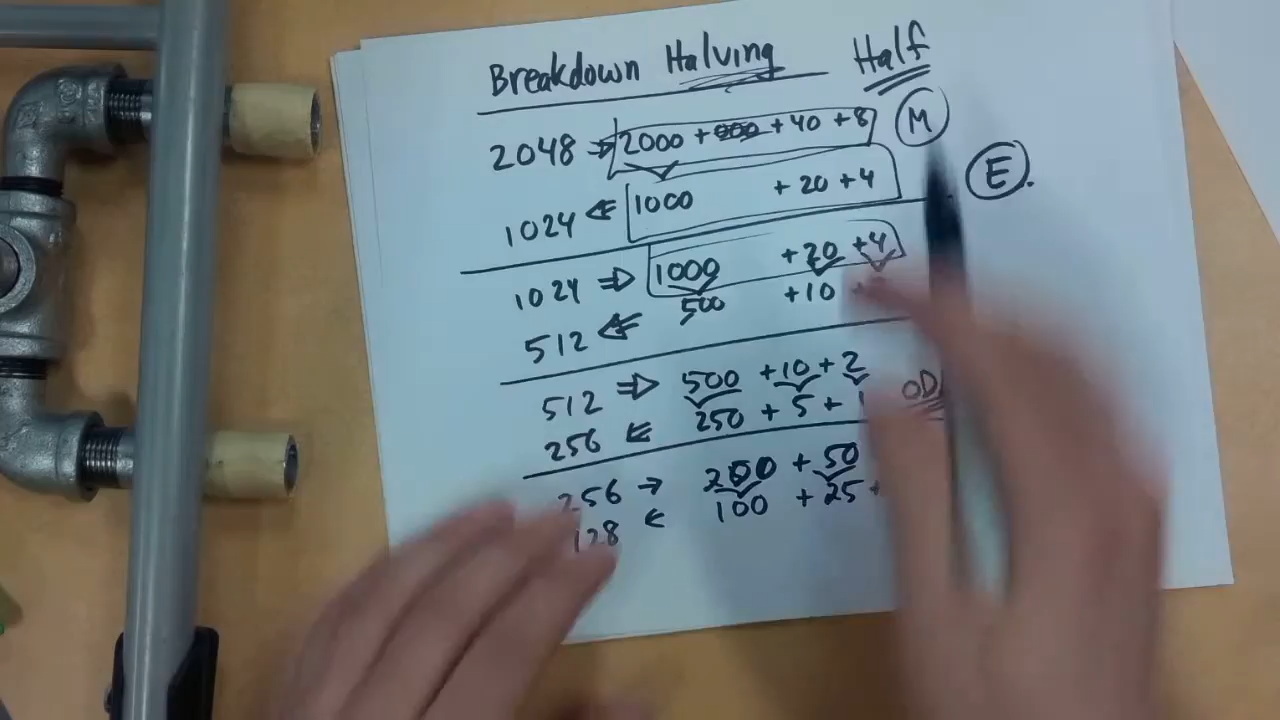 Breakdown Halving Half
2048 ⇒ 2000 + 000 + 40 + 8 M
1024 ⇐ 1000 + 20 + 4 E.
1024 ⇒ 1000 + 20 + 4
512 ⇐ 500 + 10
512 ⇒ 500 + 10 + 2
256 ⇐ 250 + 5 +
256 → 200 + 50
128 ← 100 + 25 +